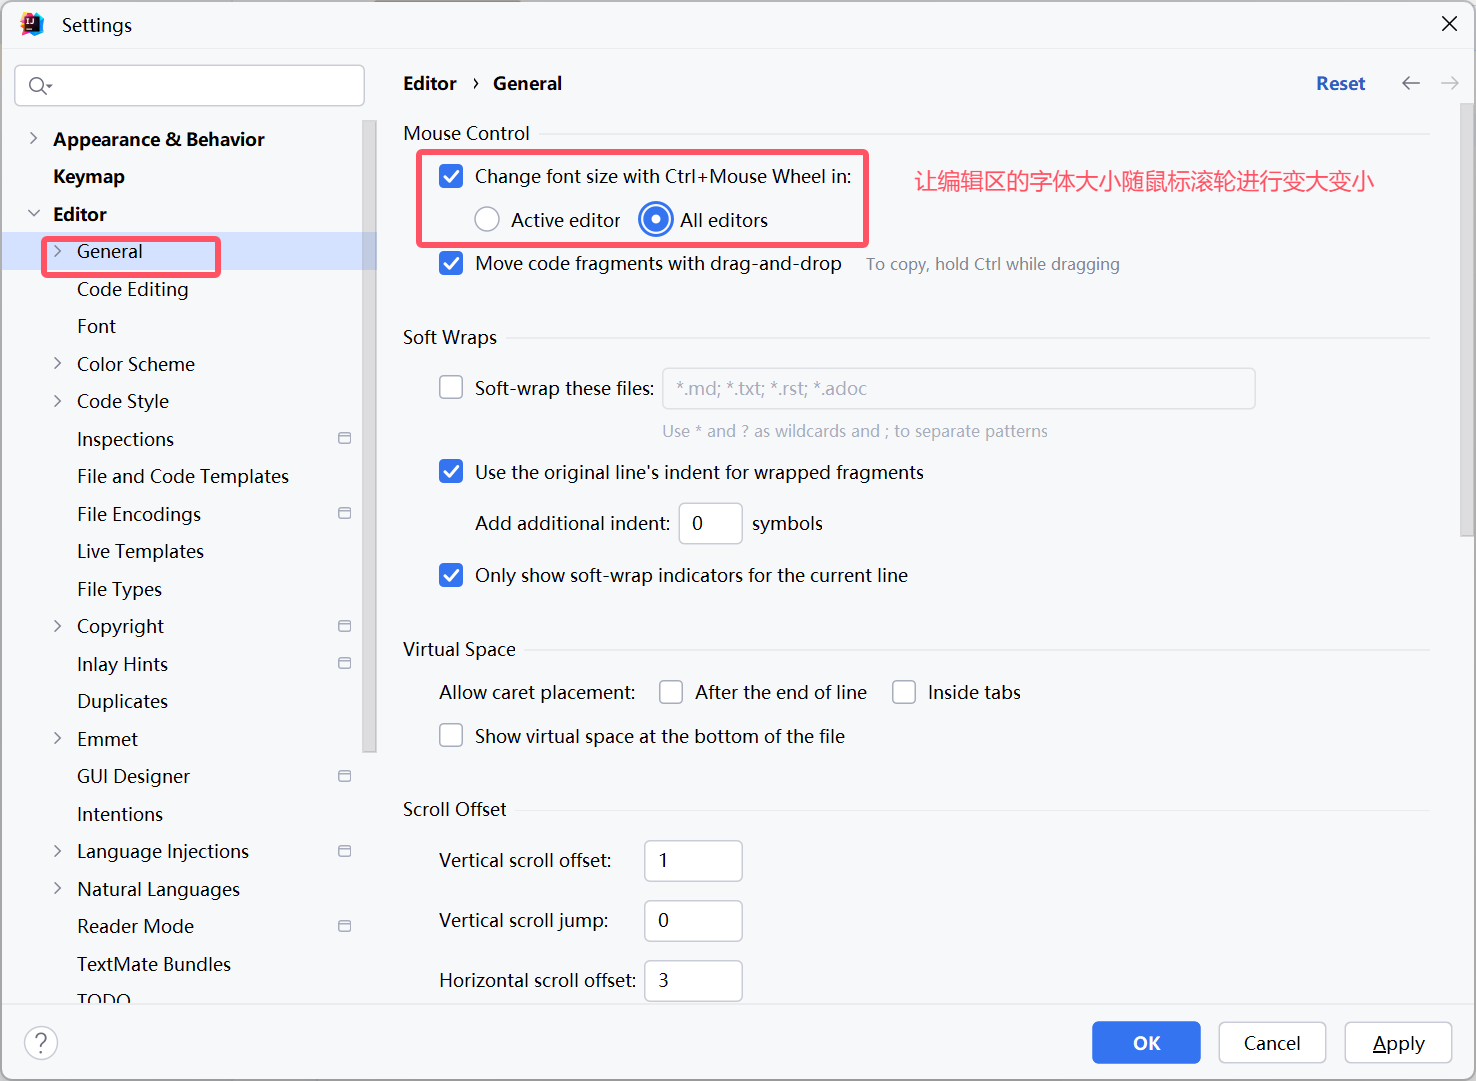 Settings
Appearance & Behavior
Keymap
Editor
General
Code Editing
Font
Color Scheme
Code Style
Inspections
File and Code Templates
File Encodings
Live Templates
File Types
Copyright
Inlay Hints
Duplicates
Emmet
GUI Designer
Intentions
Language Injections
Natural Languages
Reader Mode
TextMate Bundles
TODO
Editor › General
Reset
Mouse Control
Change font size with Ctrl+Mouse Wheel in:
让编辑区的字体大小随鼠标滚轮进行变大变小
Active editor All editors
Move code fragments with drag-and-drop To copy, hold Ctrl while dragging
Soft Wraps
Soft-wrap these files: *.md; *.txt; *.rst; *.adoc
Use * and ? as wildcards and ; to separate patterns
Use the original line's indent for wrapped fragments
Add additional indent: 0 symbols
Only show soft-wrap indicators for the current line
Virtual Space
Allow caret placement: After the end of line Inside tabs
Show virtual space at the bottom of the file
Scroll Offset
Vertical scroll offset: 1
Vertical scroll jump: 0
Horizontal scroll offset: 3
? OK Cancel Apply